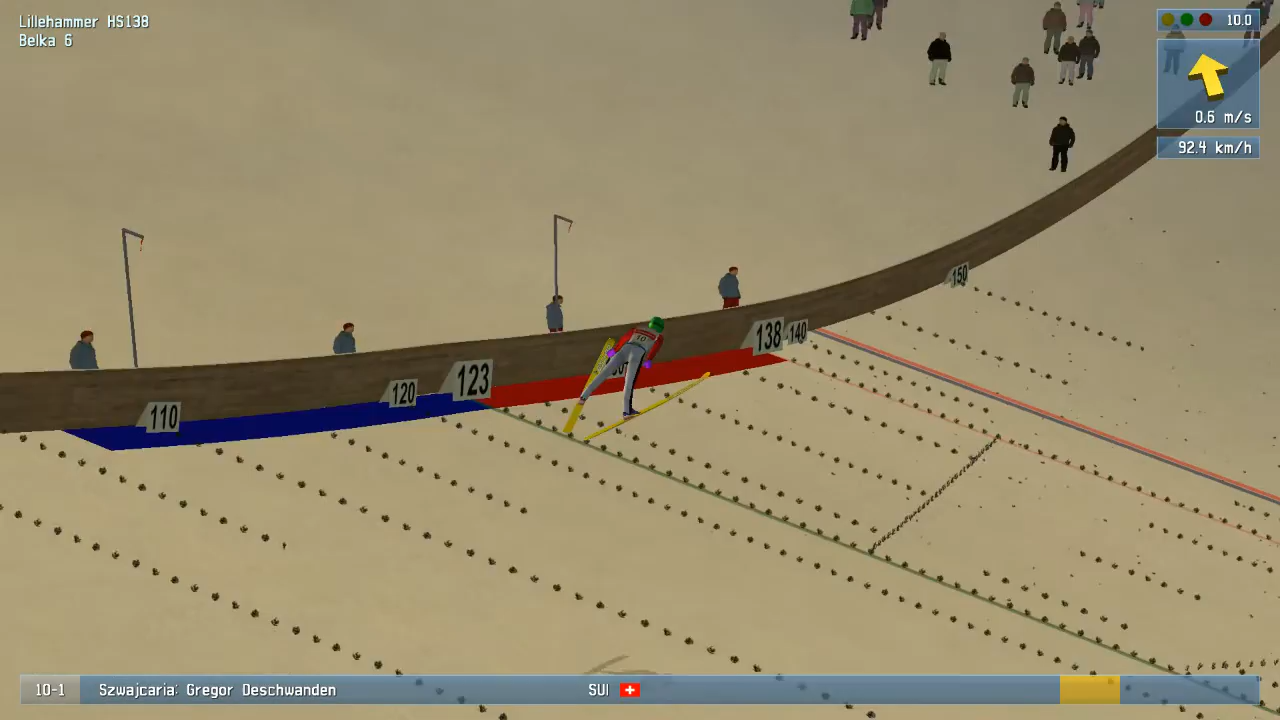 Lillehammer HS138
Belka 6
10.0
0.6 m/s
92.4 km/h
150
138
140
123
120
110
10-1 Szwajcaria: Gregor Deschwanden SUI